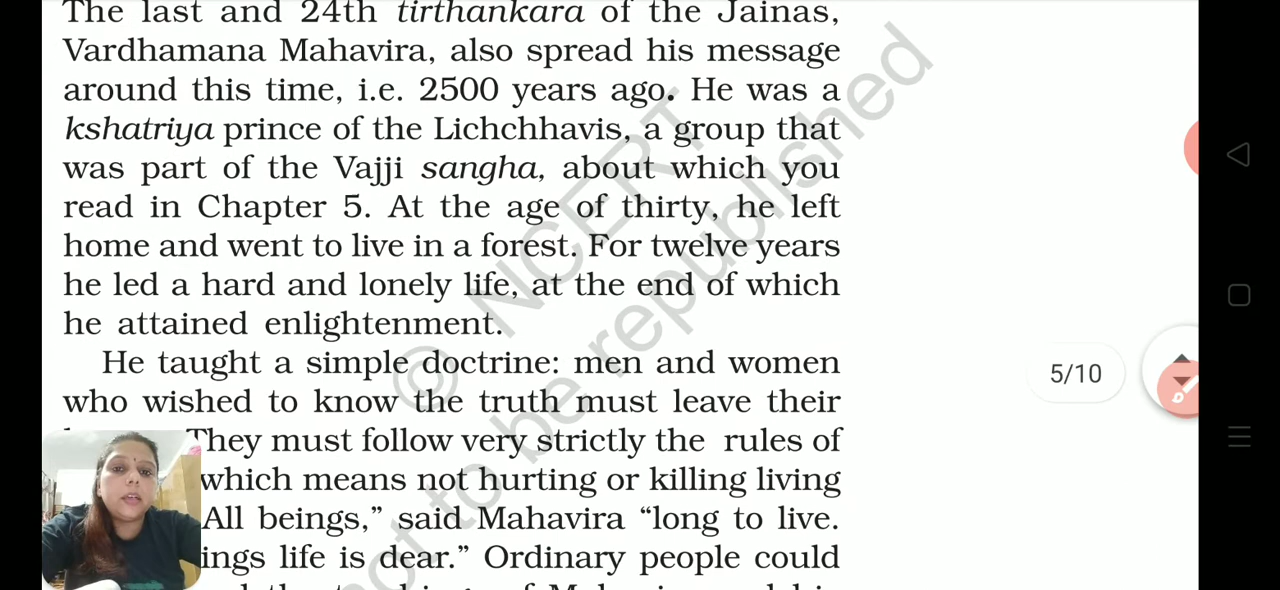 The last and 24th tirthankara of the Jainas,
Vardhamana Mahavira, also spread his message
around this time, i.e. 2500 years ago. He was a
kshatriya prince of the Lichchhavis, a group that
was part of the Vajji sangha, about which you
read in Chapter 5. At the age of thirty, he left
home and went to live in a forest. For twelve years
he led a hard and lonely life, at the end of which
he attained enlightenment.
He taught a simple doctrine: men and women
who wished to know the truth must leave their
They must follow very strictly the rules of
which means not hurting or killing living
All beings,” said Mahavira “long to live.
ings life is dear.” Ordinary people could
© NCERT
not to be republished
5/10